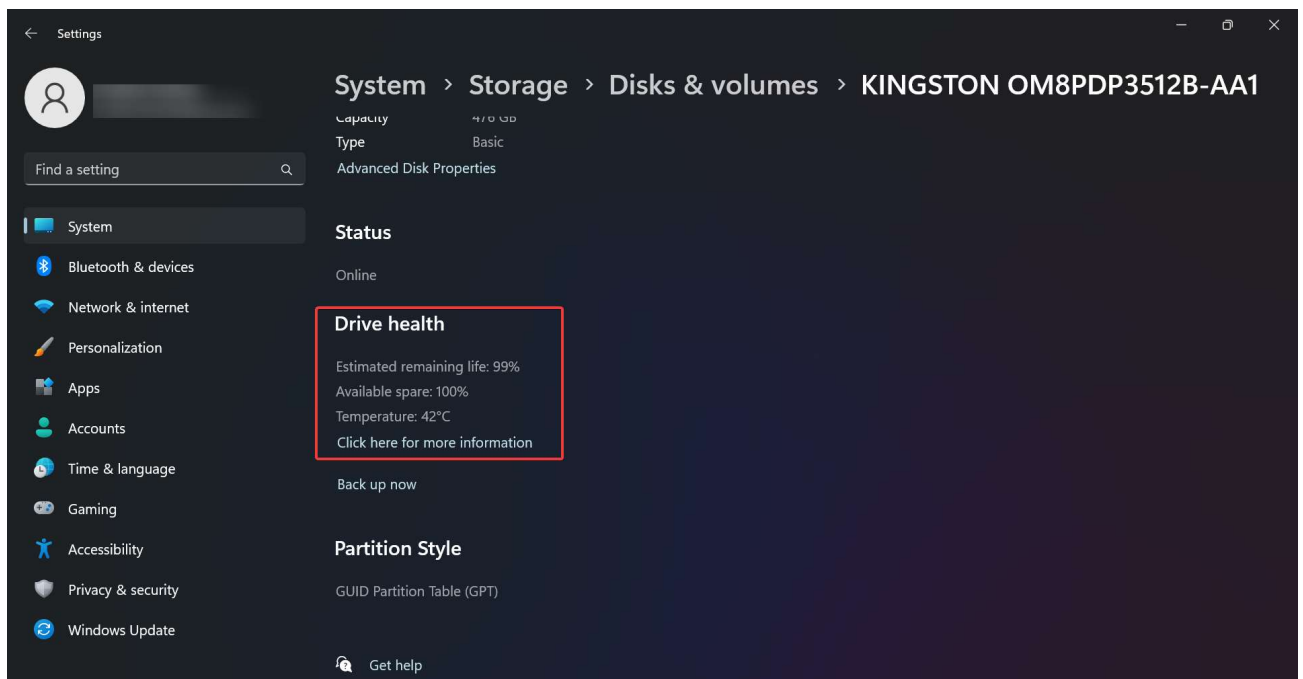 Settings
System > Storage > Disks & volumes > KINGSTON OM8PDP3512B-AA1
Find a setting
System
Bluetooth & devices
Network & internet
Personalization
Apps
Accounts
Time & language
Gaming
Accessibility
Privacy & security
Windows Update
Capacity 476 GB
Type Basic
Advanced Disk Properties
Status
Online
Drive health
Estimated remaining life: 99%
Available spare: 100%
Temperature: 42°C
Click here for more information
Back up now
Partition Style
GUID Partition Table (GPT)
Get help